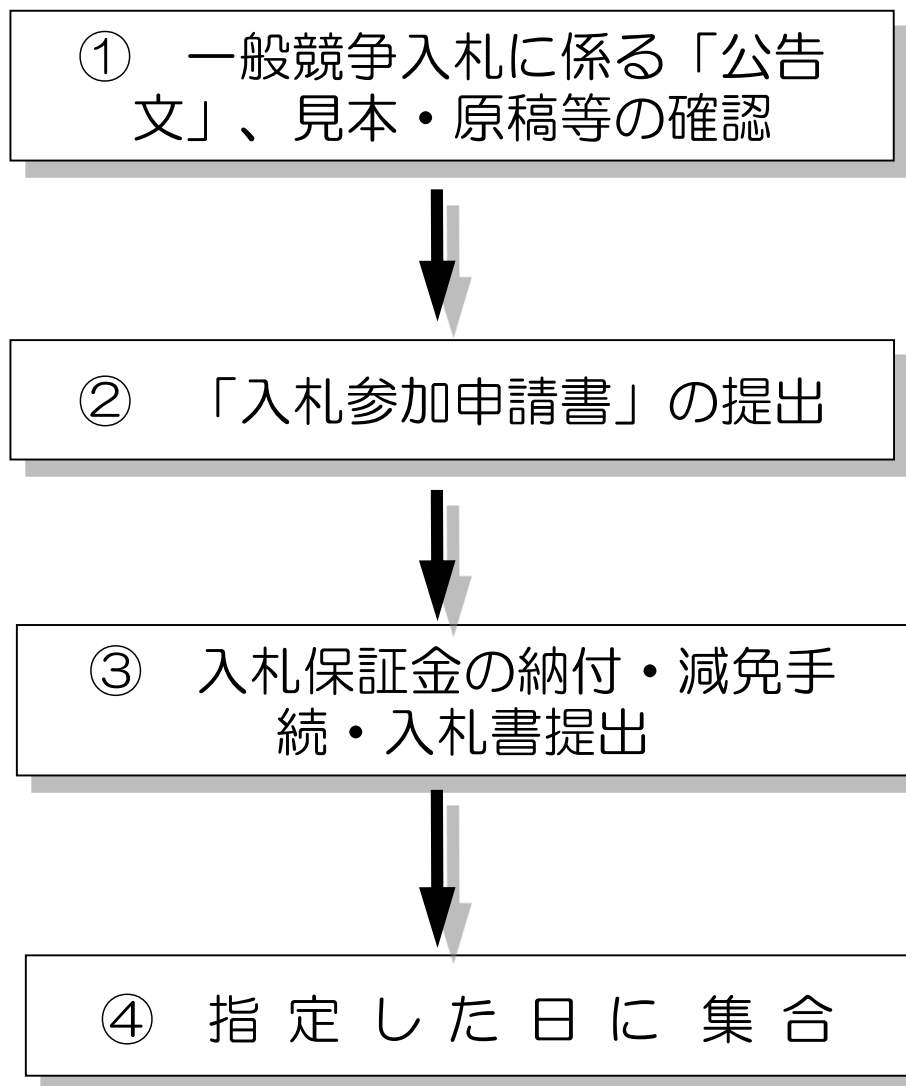 ① 一般競争入札に係る「公告
文」、見本・原稿等の確認
② 「入札参加申請書」の提出
③ 入札保証金の納付・減免手
続・入札書提出
④ 指定した日に集合